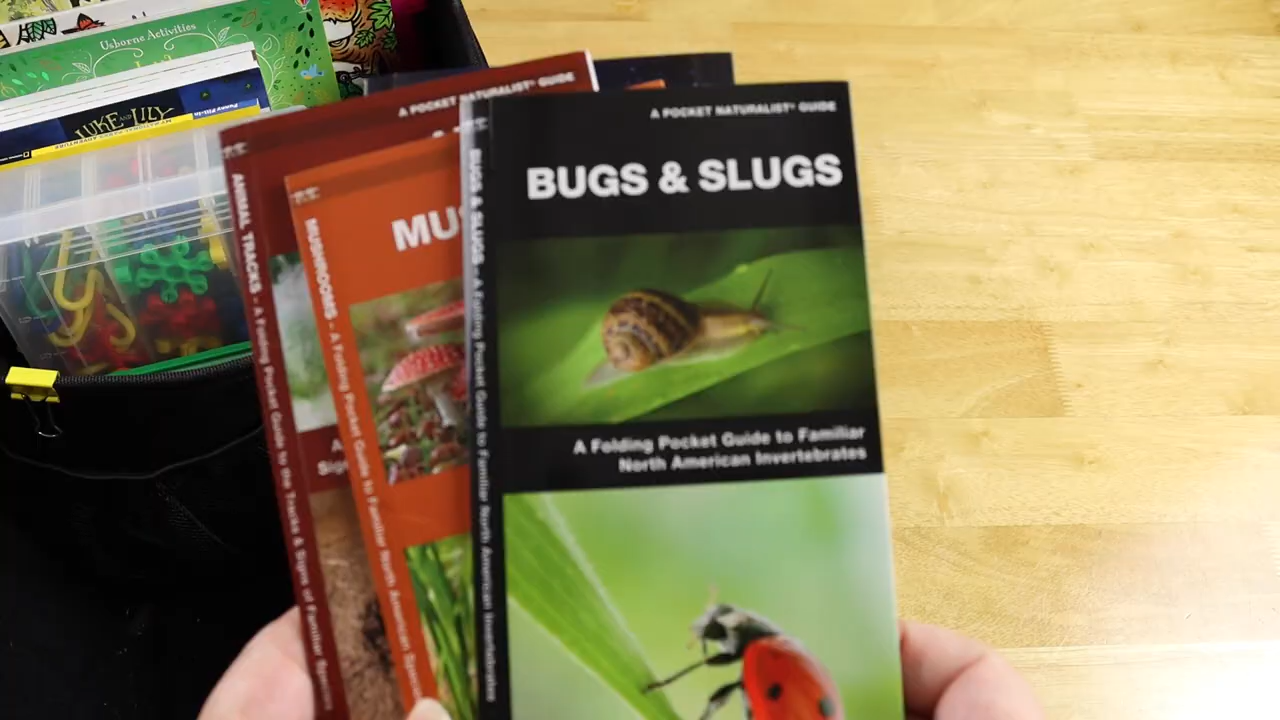 Usborne Activities
LUKE AND LILY
A POCKET NATURALIST® GUIDE
ANIMAL TRACKS - A Folding Pocket Guide to the Tracks & Signs of Familiar Species
MUS
MUSHROOMS - A Folding Pocket Guide to Familiar North American Species
A POCKET NATURALIST® GUIDE
BUGS & SLUGS
A Folding Pocket Guide to Familiar
North American Invertebrates
BUGS & SLUGS - A Folding Pocket Guide to Familiar North American Invertebrates